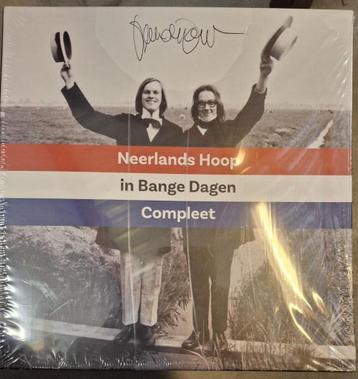 Neerlands Hoop
in Bange Dagen
Compleet